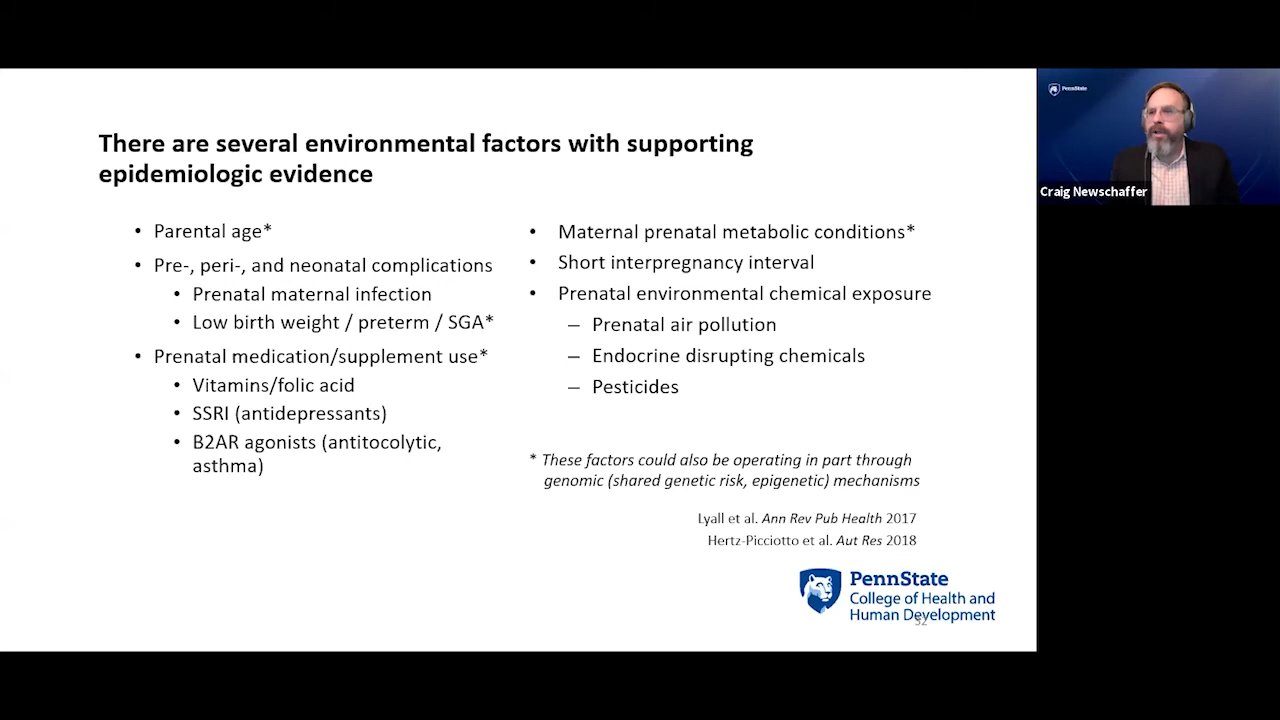 There are several environmental factors with supporting
epidemiologic evidence
• Parental age*
• Pre-, peri-, and neonatal complications
• Prenatal maternal infection
• Low birth weight / preterm / SGA*
• Prenatal medication/supplement use*
• Vitamins/folic acid
• SSRI (antidepressants)
• B2AR agonists (antitocolytic,
asthma)
• Maternal prenatal metabolic conditions*
• Short interpregnancy interval
• Prenatal environmental chemical exposure
– Prenatal air pollution
– Endocrine disrupting chemicals
– Pesticides
* These factors could also be operating in part through
genomic (shared genetic risk, epigenetic) mechanisms
Lyall et al. Ann Rev Pub Health 2017
Hertz-Picciotto et al. Aut Res 2018
PennState
College of Health and
Human Development
32
PennState
Craig Newschaffer